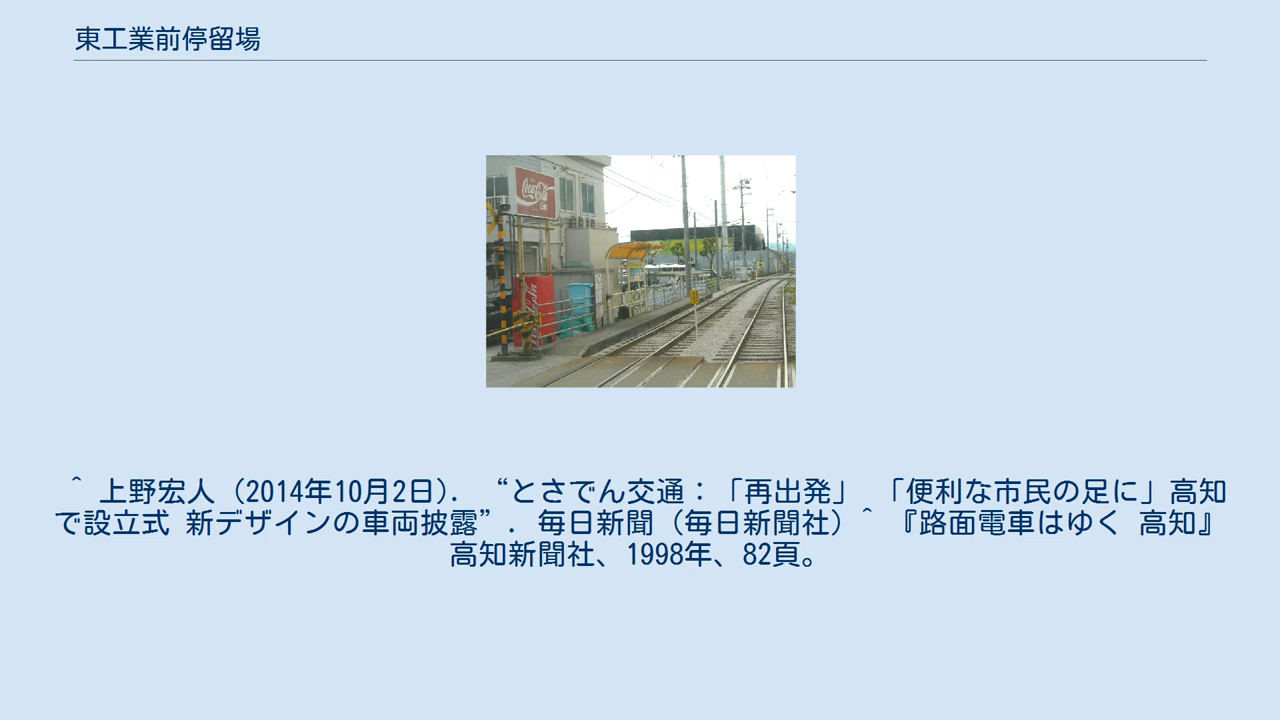 東工業前停留場
Coca-Cola
^ 上野宏人 (2014年10月2日). “とさでん交通：「再出発」 「便利な市民の足に」高知
で設立式 新デザインの車両披露”. 毎日新聞 (毎日新聞社) ^ 『路面電車はゆく 高知』
高知新聞社、1998年、82頁。